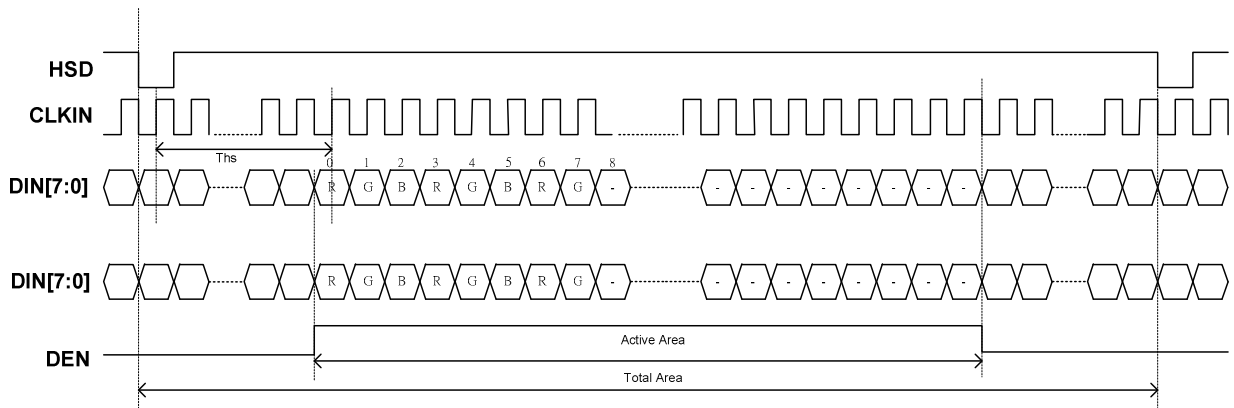 HSD
CLKIN
Ths
0 1 2 3 4 5 6 7 8
DIN[7:0] R G B R G B R G - - - - - - - - -
DIN[7:0] R G B R G B R G - - - - - - - - -
Active Area
DEN
Total Area